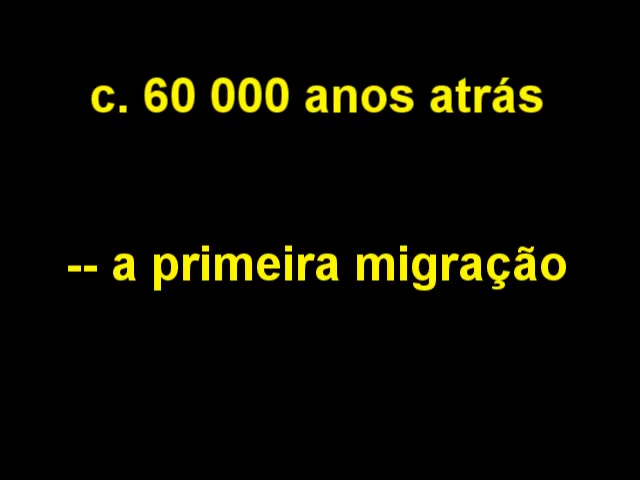 c. 60 000 anos atrás
-- a primeira migração